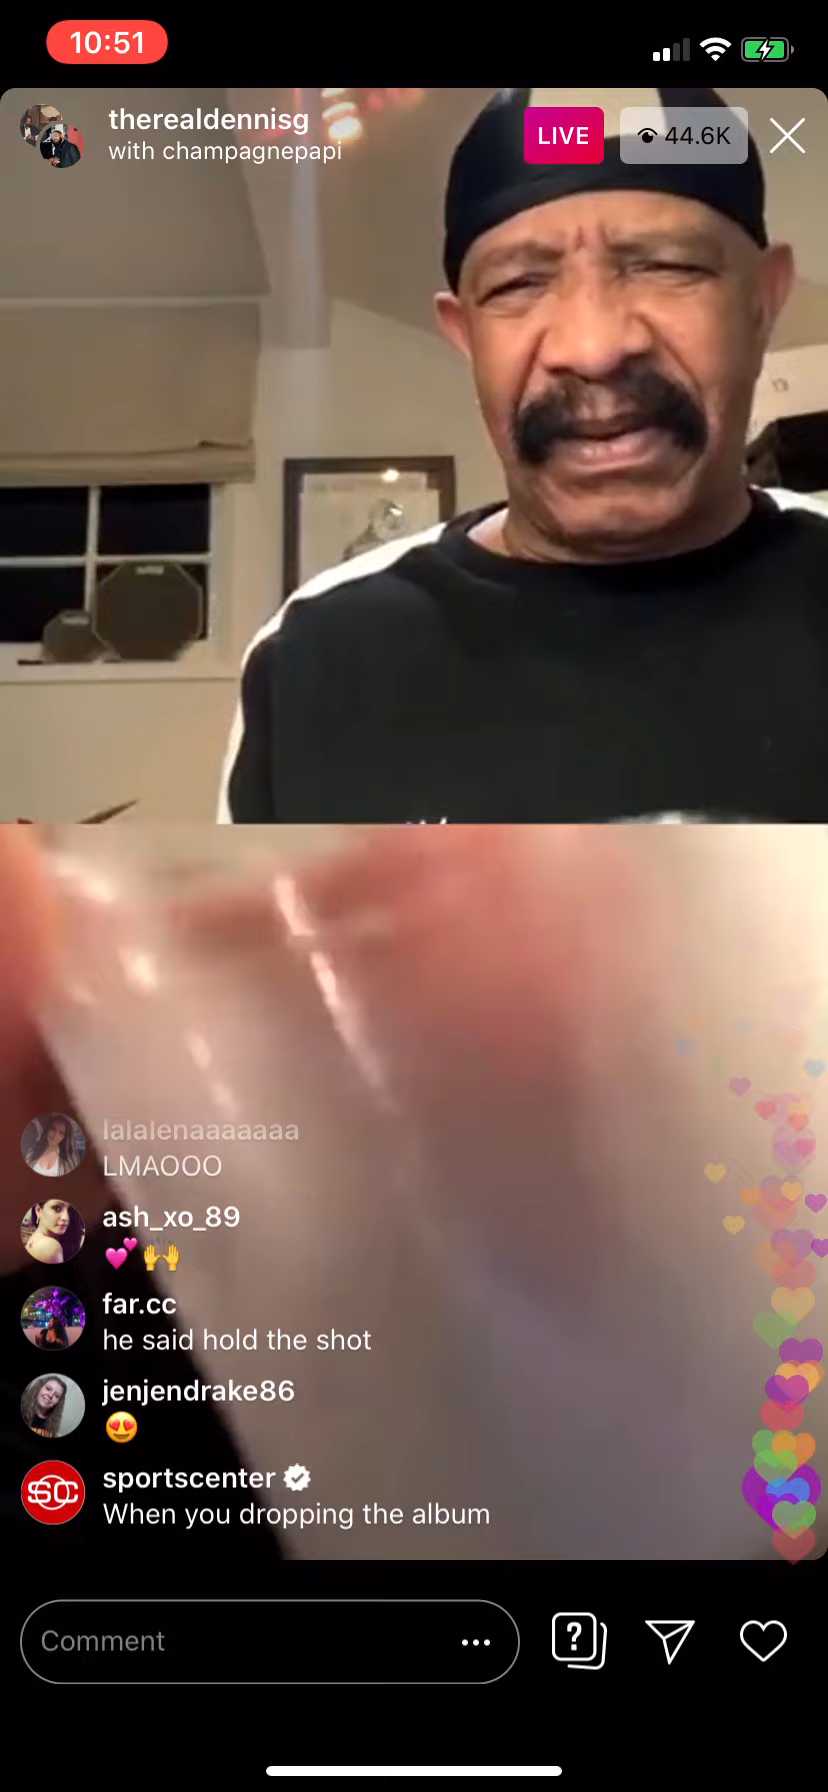 10:51
therealdennisg
with champagnepapi
LIVE
44.6K
lalalenaaaaaaa
LMAOOO
ash_xo_89
💕🙌
far.cc
he said hold the shot
jenjendrake86
😍
SC
sportscenter
When you dropping the album
Comment